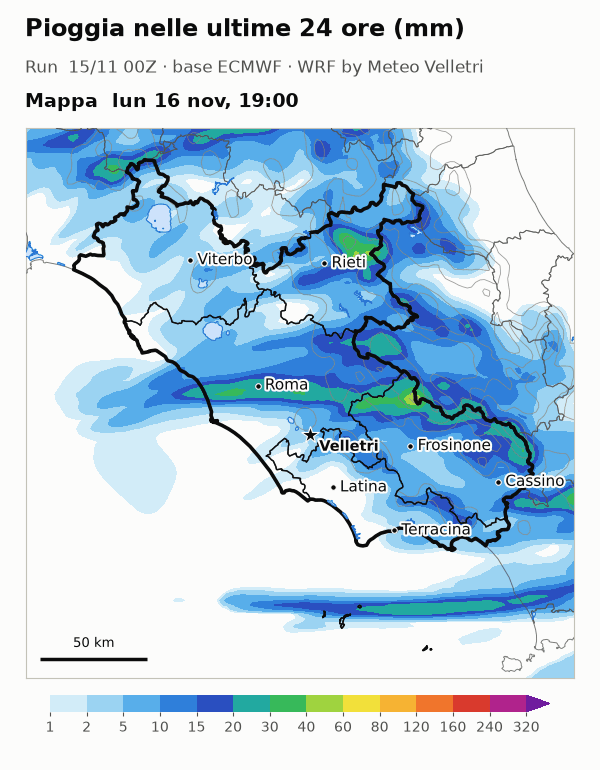 Pioggia nelle ultime 24 ore (mm)
Run 15/11 00Z · base ECMWF · WRF by Meteo Velletri
Mappa lun 16 nov, 19:00
Viterbo
Rieti
Roma
Velletri
Frosinone
Cassino
Latina
Terracina
50 km
1 2 5 10 15 20 30 40 60 80 120 160 240 320